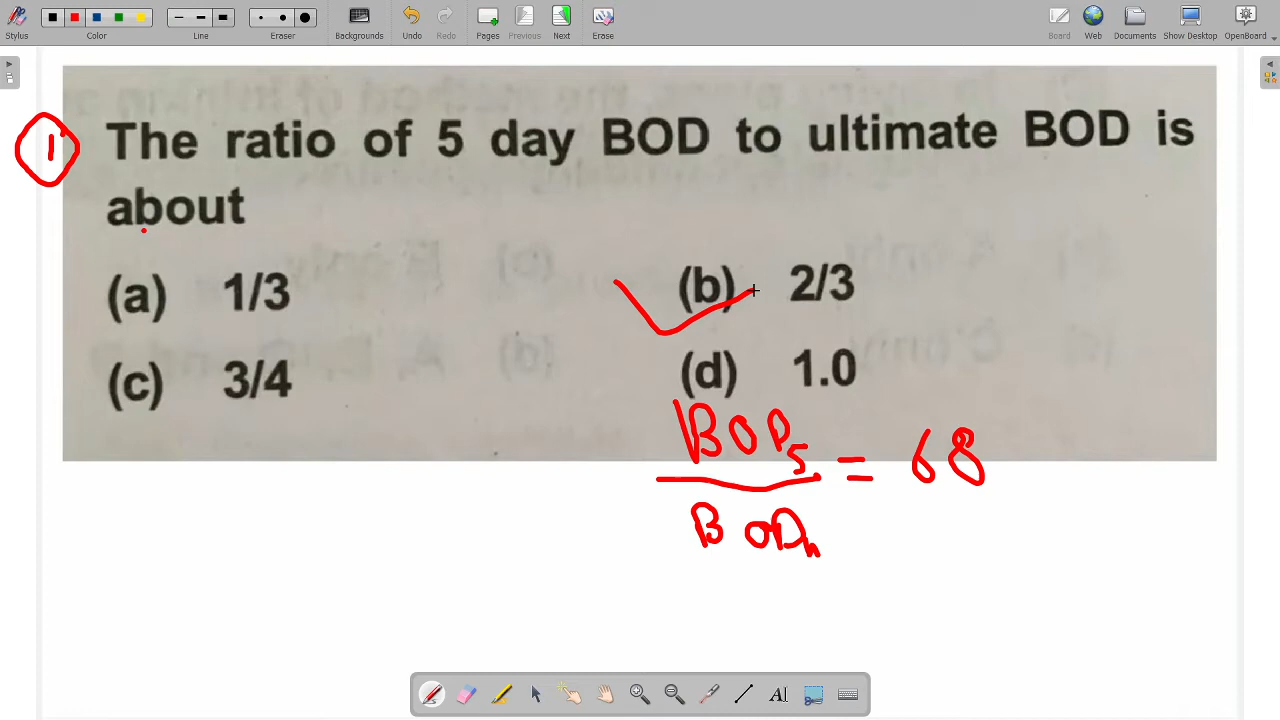 Stylus Color Line Eraser Backgrounds Undo Redo Pages Previous Next Erase Board Web Documents Show Desktop OpenBoard
1
The ratio of 5 day BOD to ultimate BOD is
about
(a) 1/3 (b) 2/3
(c) 3/4 (d) 1.0
BOD5
= 68
BODu
AI